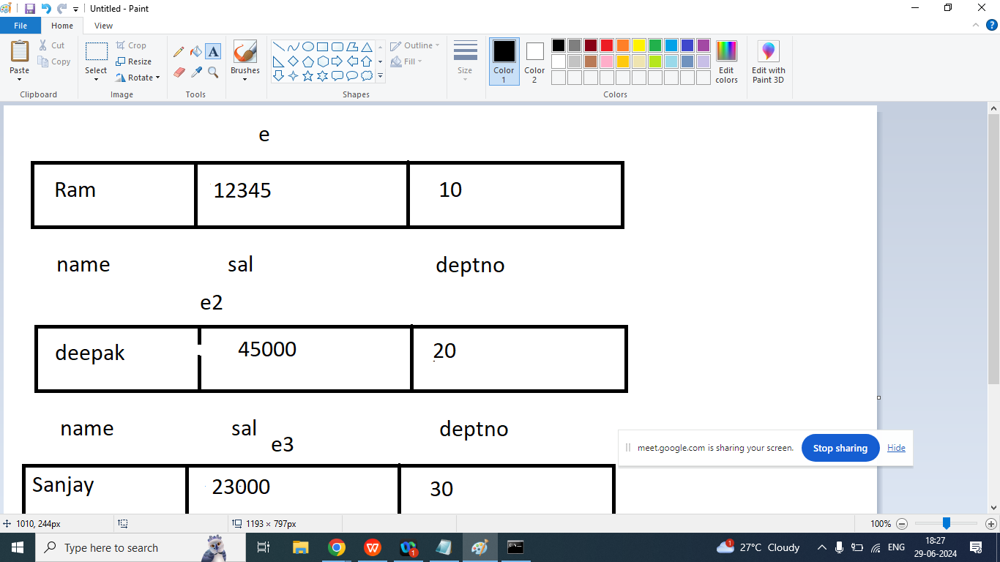 Untitled - Paint
File Home View
Paste Cut Copy Select Crop Resize Rotate Brushes Outline Fill Size Color 1 Color 2 Edit colors Edit with Paint 3D
Clipboard Image Tools Shapes Colors
e
Ram 12345 10
name sal deptno
e2
deepak 45000 20
name sal deptno
e3
meet.google.com is sharing your screen. Stop sharing Hide
Sanjay 23000 30
1010, 244px 1193 × 797px 100%
Type here to search 27°C Cloudy ENG 18:27
29-06-2024